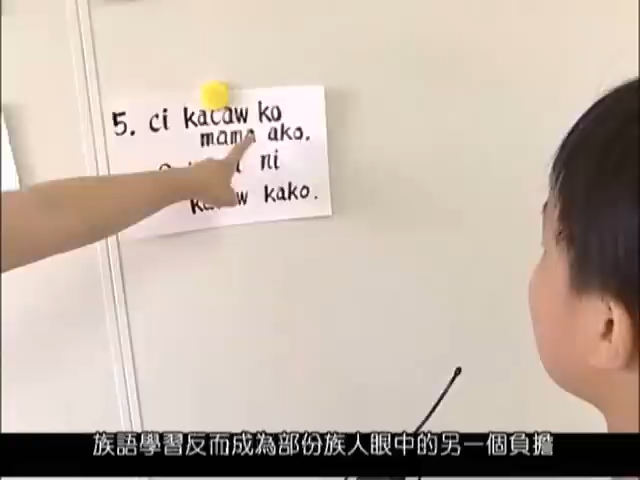 5. ci kacaw ko
mama ako.
ni
kako.
族語學習反而成為部份族人眼中的另一個負擔